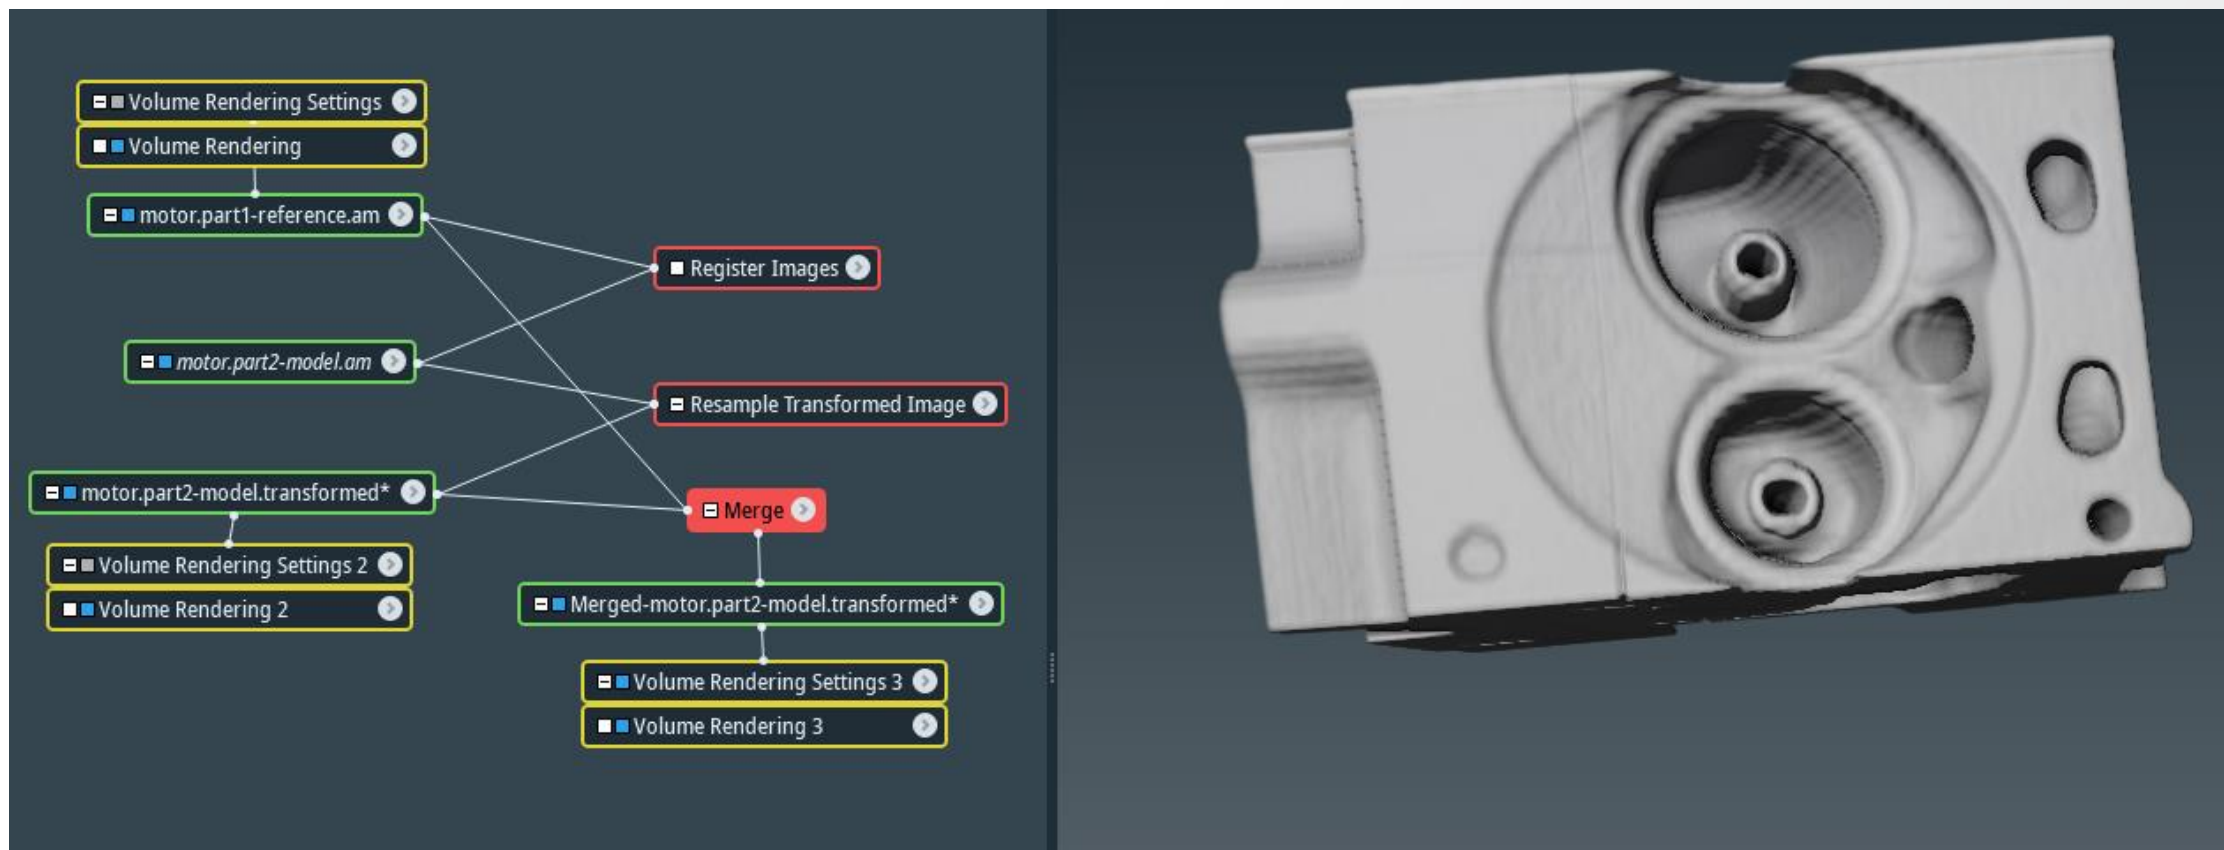 Volume Rendering Settings
Volume Rendering
motor.part1-reference.am
Register Images
motor.part2-model.am
Resample Transformed Image
motor.part2-model.transformed*
Merge
Volume Rendering Settings 2
Volume Rendering 2
Merged-motor.part2-model.transformed*
Volume Rendering Settings 3
Volume Rendering 3